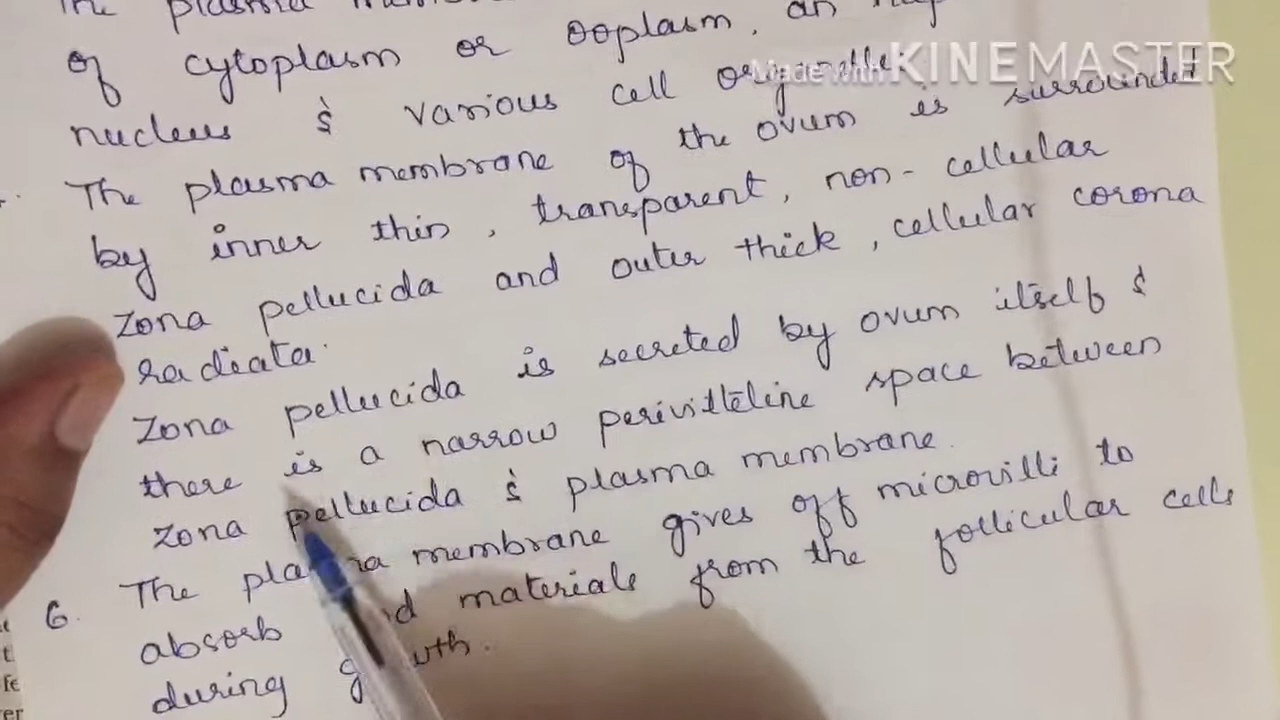 The plasma
of cytoplasm or ooplasm, an
nucleus & various cell organelles
The plasma membrane of the ovum is surrounded
by inner thin, transparent, non-cellular
Zona pellucida and outer thick, cellular corona
radiata.
Zona pellucida is secreted by ovum itself &
there is a narrow perivitteline space between
Zona pellucida & plasma membrane.
6. The plasma membrane gives off microvilli to
absorb materials from the follicular cells
during growth.
Made with KINEMASTER